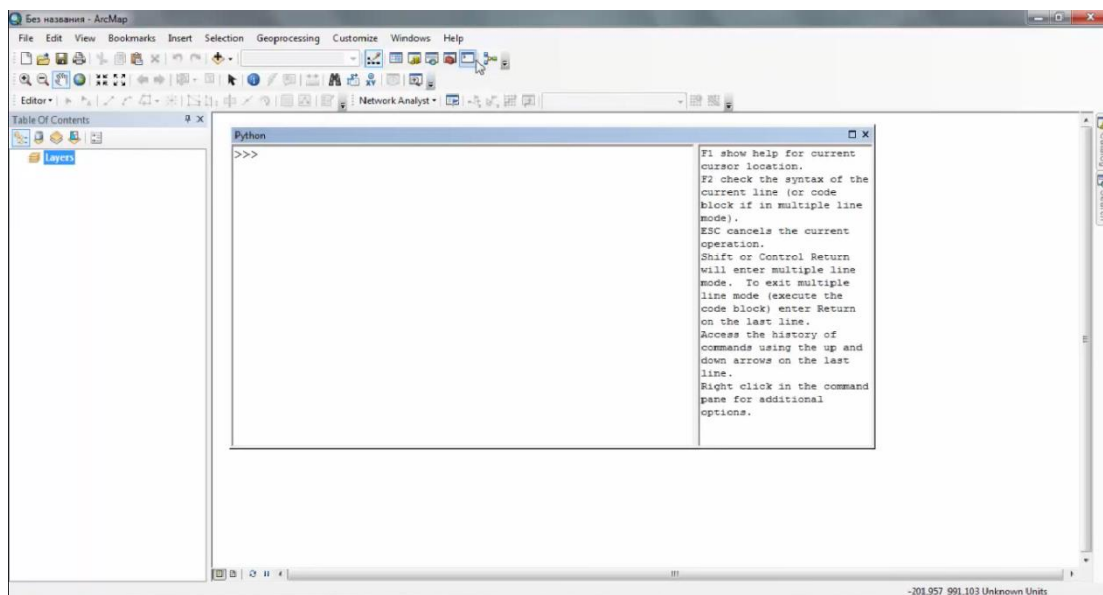 Без названия - ArcMap
File Edit View Bookmarks Insert Selection Geoprocessing Customize Windows Help
Editor Network Analyst
Table Of Contents
Layers
Python
>>>
F1 show help for current
cursor location.
F2 check the syntax of the
current line (or code
block if in multiple line
mode).
ESC cancels the current
operation.
Shift or Control Return
will enter multiple line
mode. To exit multiple
line mode (execute the
code block) enter Return
on the last line.
Access the history of
commands using the up and
down arrows on the last
line.
Right click in the command
pane for additional
options.
-201,957 991,103 Unknown Units